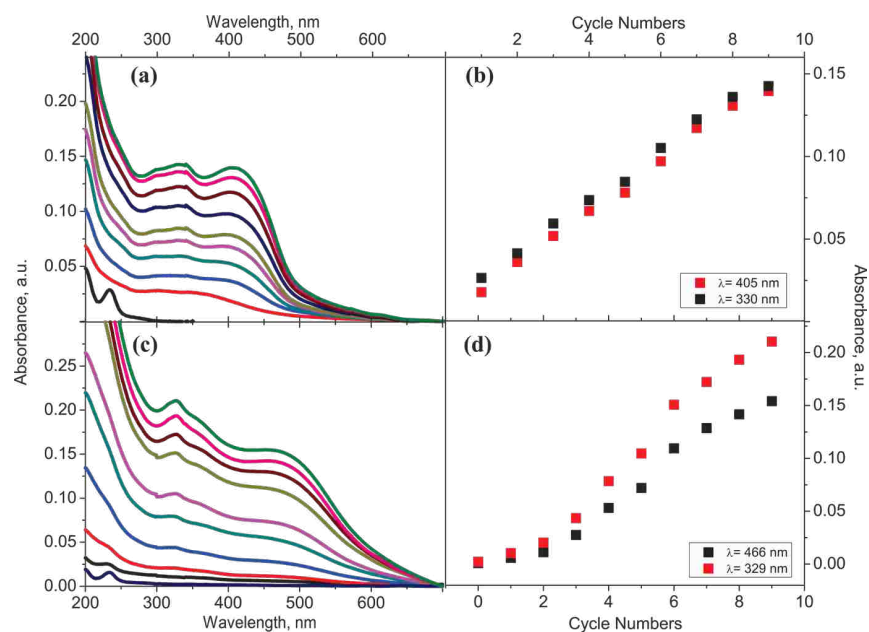 Wavelength, nm
Cycle Numbers
200 300 400 500 600
2 4 6 8 10
(a)
(b)
0.20
0.15
0.10
0.05
0.15
0.10
0.05
λ= 405 nm
λ= 330 nm
Absorbance, a.u.
Absorbance, a.u.
(c)
(d)
0.25
0.20
0.15
0.10
0.05
0.00
0.20
0.15
0.10
0.05
0.00
λ= 466 nm
λ= 329 nm
200 300 400 500 600
0 2 4 6 8 10
Wavelength, nm
Cycle Numbers